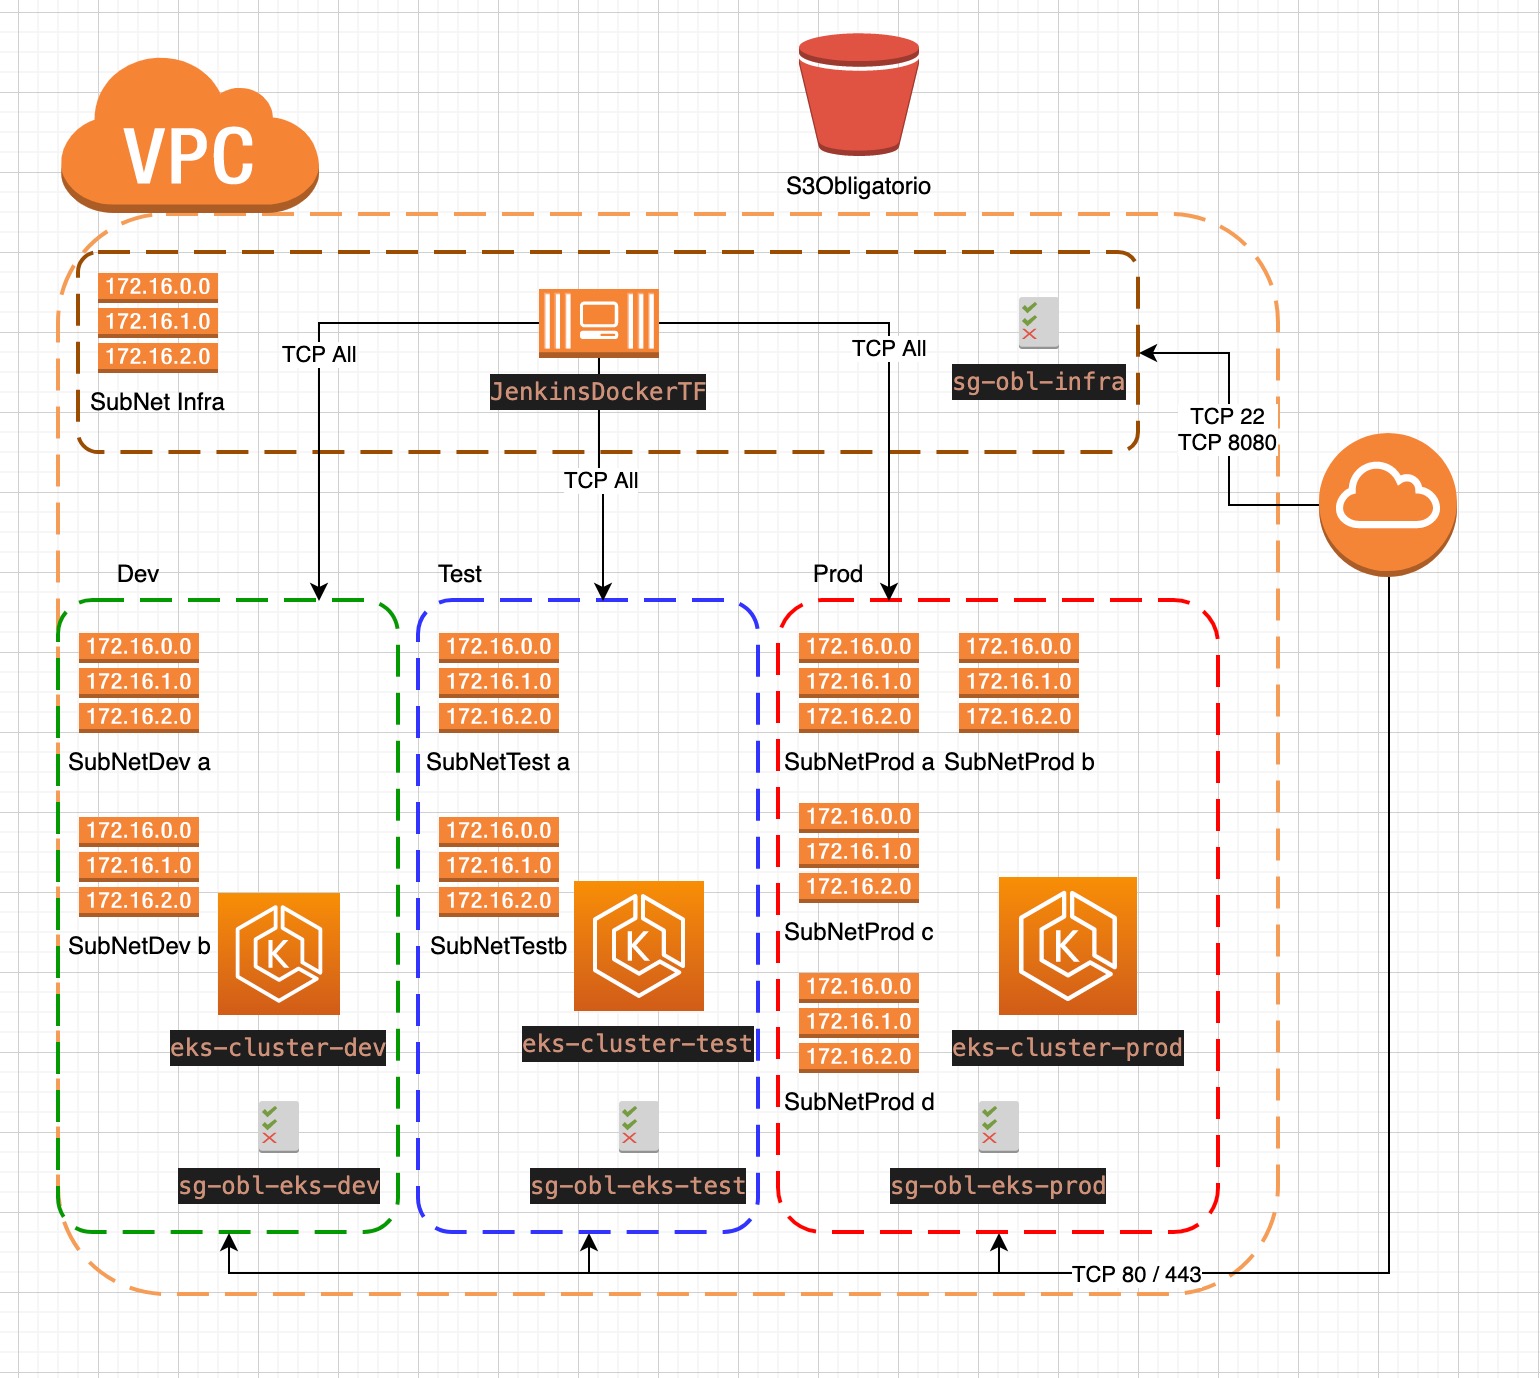 VPC
S3Obligatorio
172.16.0.0
172.16.1.0
172.16.2.0
SubNet Infra
TCP All
JenkinsDockerTF
TCP All
sg-obl-infra
TCP 22
TCP 8080
TCP All
Dev
Test
Prod
172.16.0.0
172.16.1.0
172.16.2.0
SubNetDev a
172.16.0.0
172.16.1.0
172.16.2.0
SubNetDev b
eks-cluster-dev
sg-obl-eks-dev
172.16.0.0
172.16.1.0
172.16.2.0
SubNetTest a
172.16.0.0
172.16.1.0
172.16.2.0
SubNetTestb
K
eks-cluster-test
sg-obl-eks-test
172.16.0.0
172.16.1.0
172.16.2.0
SubNetProd a
172.16.0.0
172.16.1.0
172.16.2.0
SubNetProd b
172.16.0.0
172.16.1.0
172.16.2.0
SubNetProd c
172.16.0.0
172.16.1.0
172.16.2.0
SubNetProd d
K
eks-cluster-prod
sg-obl-eks-prod
K
TCP 80 / 443